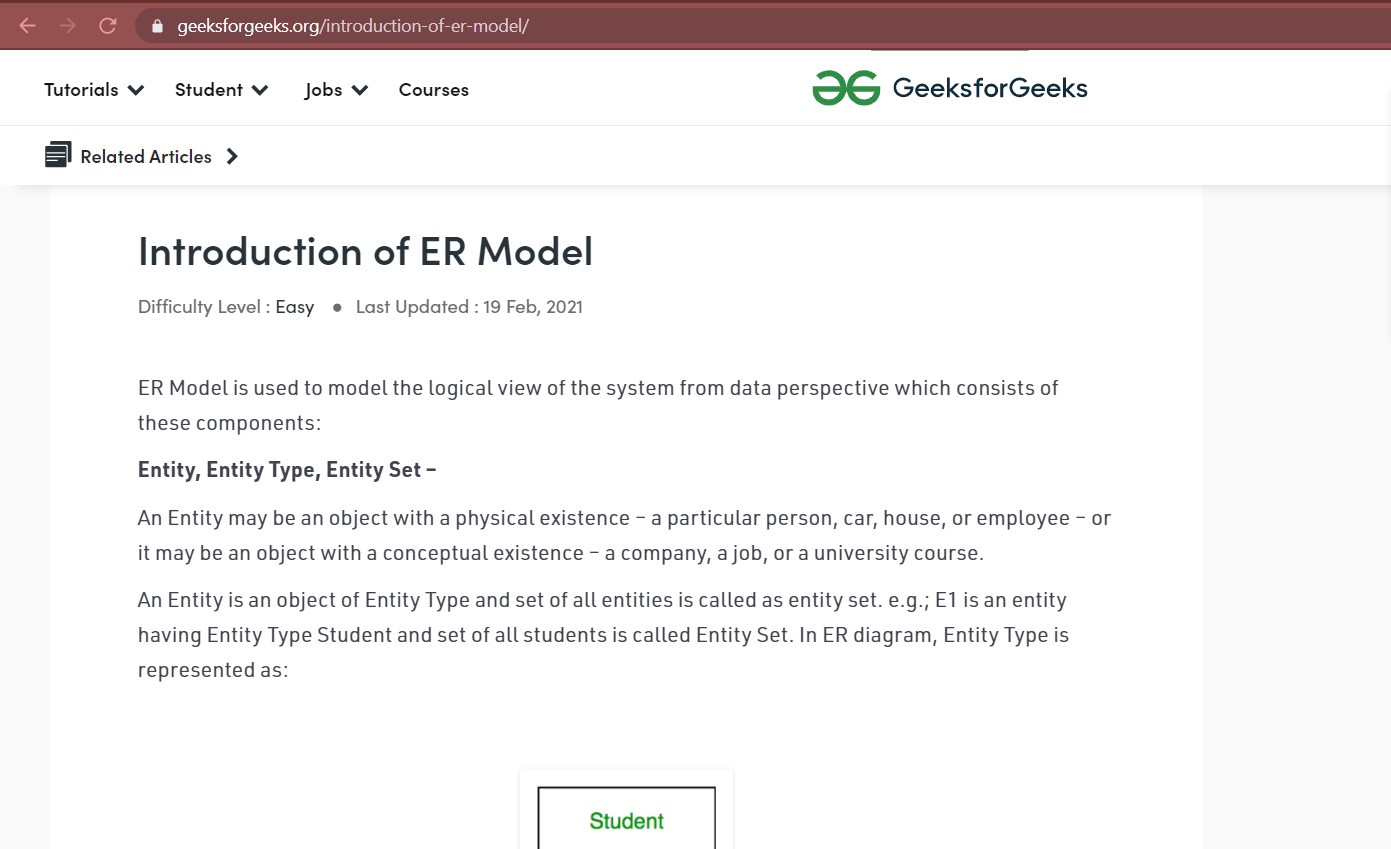 geeksforgeeks.org/introduction-of-er-model/
Tutorials Student Jobs Courses GeeksforGeeks
Related Articles
Introduction of ER Model
Difficulty Level : Easy ● Last Updated : 19 Feb, 2021
ER Model is used to model the logical view of the system from data perspective which consists of
these components:
Entity, Entity Type, Entity Set –
An Entity may be an object with a physical existence – a particular person, car, house, or employee – or
it may be an object with a conceptual existence – a company, a job, or a university course.
An Entity is an object of Entity Type and set of all entities is called as entity set. e.g.; E1 is an entity
having Entity Type Student and set of all students is called Entity Set. In ER diagram, Entity Type is
represented as:
Student